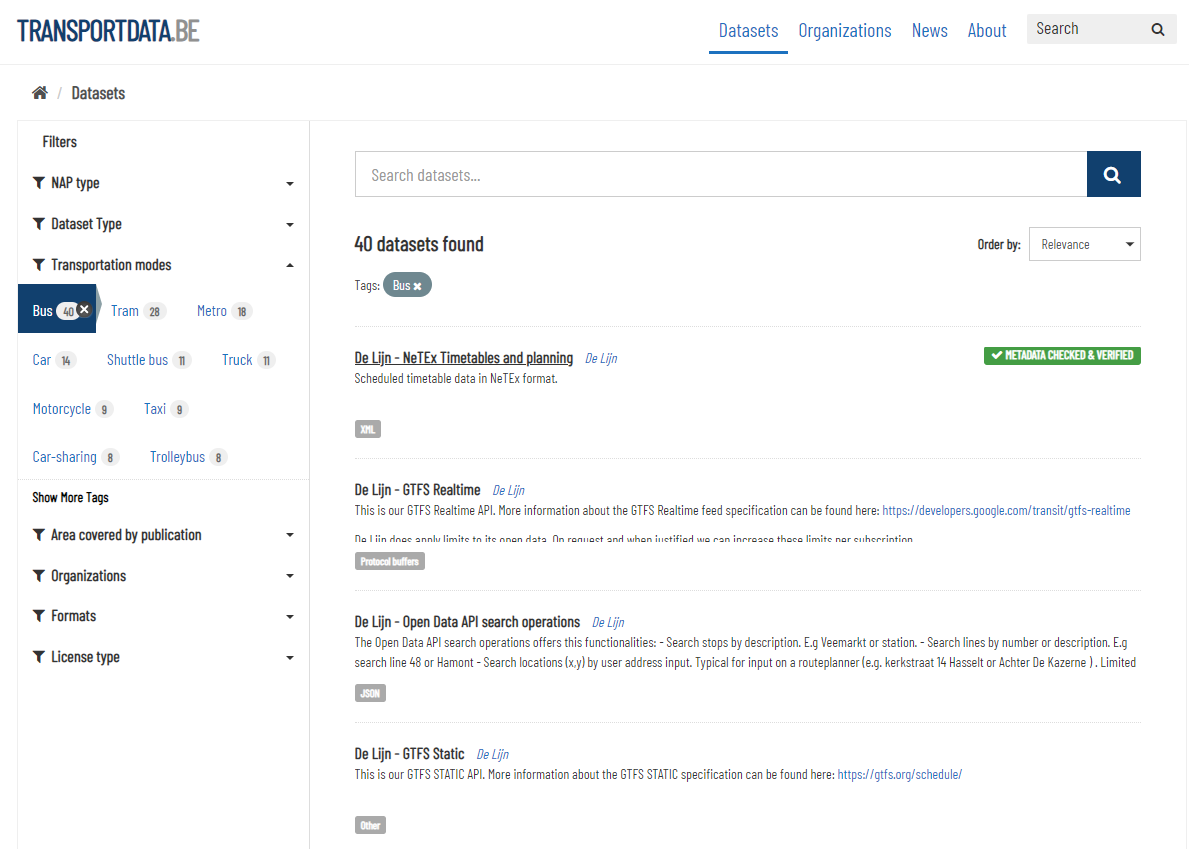 TRANSPORTDATA.BE
Datasets Organizations News About Search
/ Datasets
Filters
NAP type
Dataset Type
Transportation modes
Bus 40 Tram 28 Metro 18
Car 14 Shuttle bus 11 Truck 11
Motorcycle 9 Taxi 9
Car-sharing 8 Trolleybus 8
Show More Tags
Area covered by publication
Organizations
Formats
License type
Search datasets...
40 datasets found
Order by: Relevance
Tags: Bus
De Lijn - NeTEx Timetables and planning De Lijn
METADATA CHECKED & VERIFIED
Scheduled timetable data in NeTEx format.
XML
De Lijn - GTFS Realtime De Lijn
This is our GTFS Realtime API. More information about the GTFS Realtime feed specification can be found here: https://developers.google.com/transit/gtfs-realtime
De Lijn does apply limits to its open data. On request and when justified we can increase these limits per subscription
Protocol buffers
De Lijn - Open Data API search operations De Lijn
The Open Data API search operations offers this functionalities: - Search stops by description. E.g Veemarkt or station. - Search lines by number or description. E.g
search line 48 or Hamont - Search locations (x,y) by user address input. Typical for input on a routeplanner (e.g. kerkstraat 14 Hasselt or Achter De Kazerne ) . Limited
JSON
De Lijn - GTFS Static De Lijn
This is our GTFS STATIC API. More information about the GTFS STATIC specification can be found here: https://gtfs.org/schedule/
Other